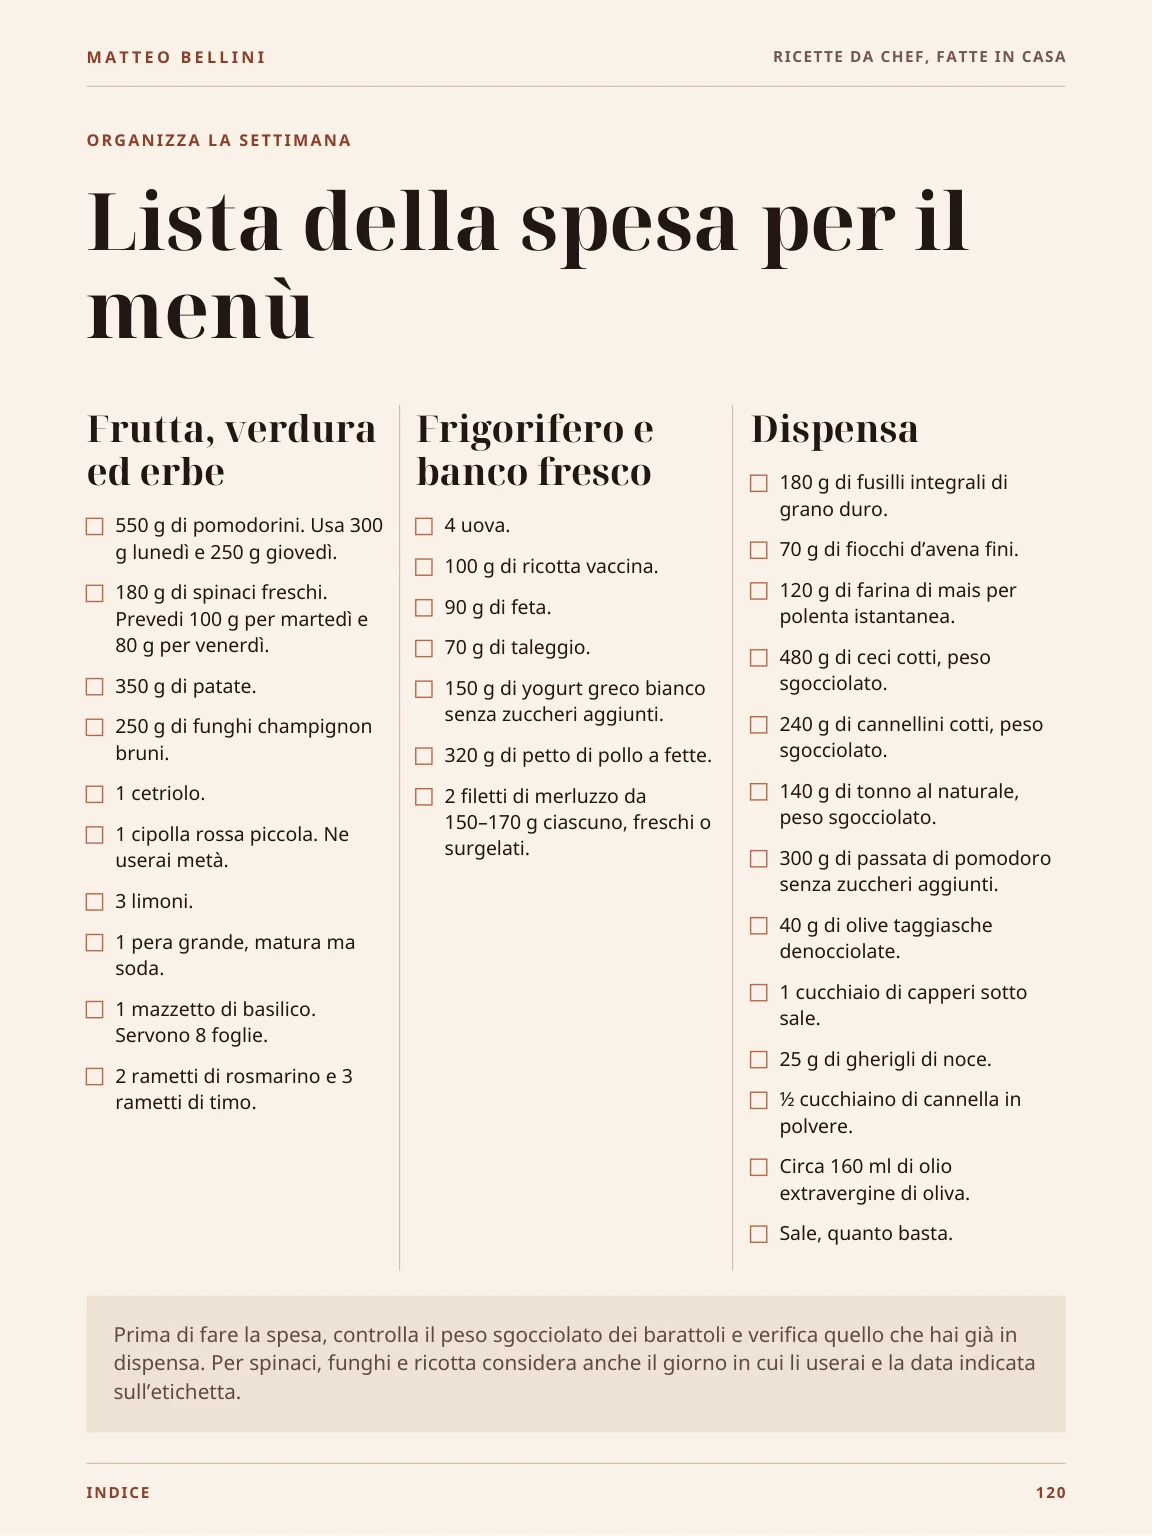 MATTEO BELLINI
RICETTE DA CHEF, FATTE IN CASA
ORGANIZZA LA SETTIMANA
Lista della spesa per il
menù
Frutta, verdura
ed erbe
550 g di pomodorini. Usa 300
g lunedì e 250 g giovedì.
180 g di spinaci freschi.
Prevedi 100 g per martedì e
80 g per venerdì.
350 g di patate.
250 g di funghi champignon
bruni.
1 cetriolo.
1 cipolla rossa piccola. Ne
userai metà.
3 limoni.
1 pera grande, matura ma
soda.
1 mazzetto di basilico.
Servono 8 foglie.
2 rametti di rosmarino e 3
rametti di timo.
Frigorifero e
banco fresco
4 uova.
100 g di ricotta vaccina.
90 g di feta.
70 g di taleggio.
150 g di yogurt greco bianco
senza zuccheri aggiunti.
320 g di petto di pollo a fette.
2 filetti di merluzzo da
150–170 g ciascuno, freschi o
surgelati.
Dispensa
180 g di fusilli integrali di
grano duro.
70 g di fiocchi d’avena fini.
120 g di farina di mais per
polenta istantanea.
480 g di ceci cotti, peso
sgocciolato.
240 g di cannellini cotti, peso
sgocciolato.
140 g di tonno al naturale,
peso sgocciolato.
300 g di passata di pomodoro
senza zuccheri aggiunti.
40 g di olive taggiasche
denocciolate.
1 cucchiaio di capperi sotto
sale.
25 g di gherigli di noce.
½ cucchiaino di cannella in
polvere.
Circa 160 ml di olio
extravergine di oliva.
Sale, quanto basta.
Prima di fare la spesa, controlla il peso sgocciolato dei barattoli e verifica quello che hai già in
dispensa. Per spinaci, funghi e ricotta considera anche il giorno in cui li userai e la data indicata
sull’etichetta.
INDICE
120